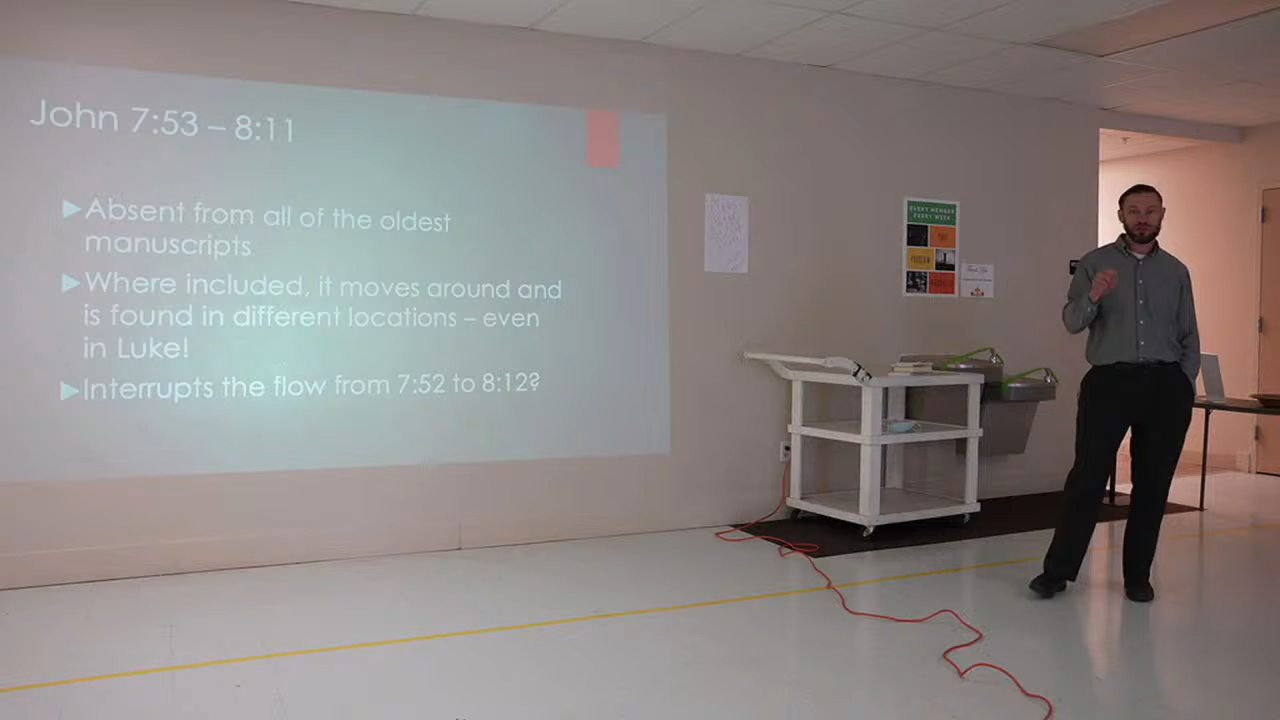 John 7:53 – 8:11
▶Absent from all of the oldest
manuscripts
▶Where included, it moves around and
is found in different locations – even
in Luke!
▶Interrupts the flow from 7:52 to 8:12?
EVERY MEMBER
EVERY WEEK
Thank You